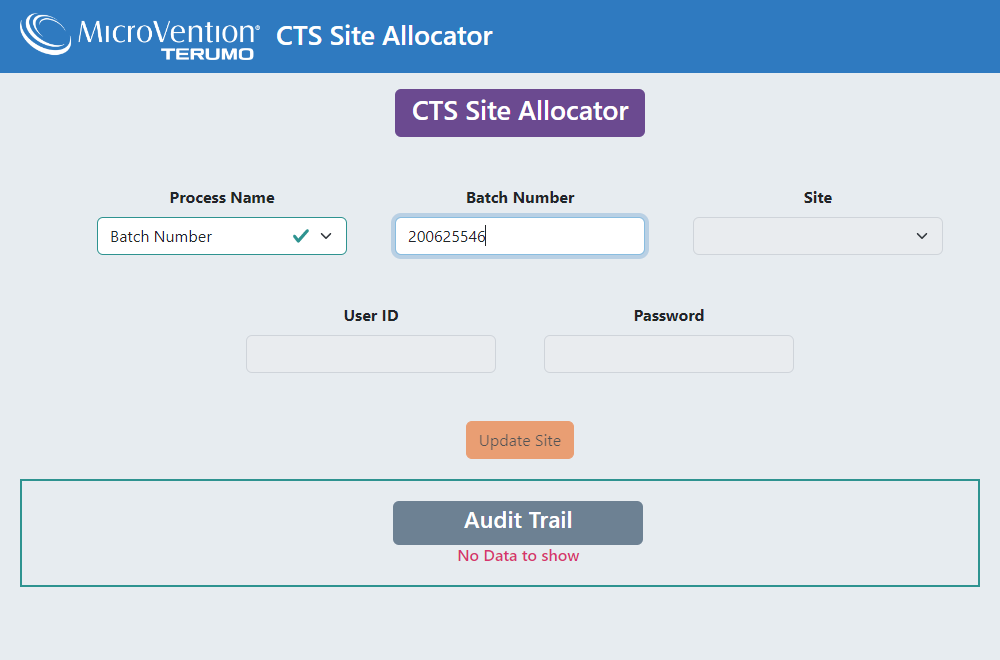 MicroVention®
TERUMO
CTS Site Allocator
CTS Site Allocator
Process Name
Batch Number
Site
Batch Number
200625546
User ID
Password
Update Site
Audit Trail
No Data to show